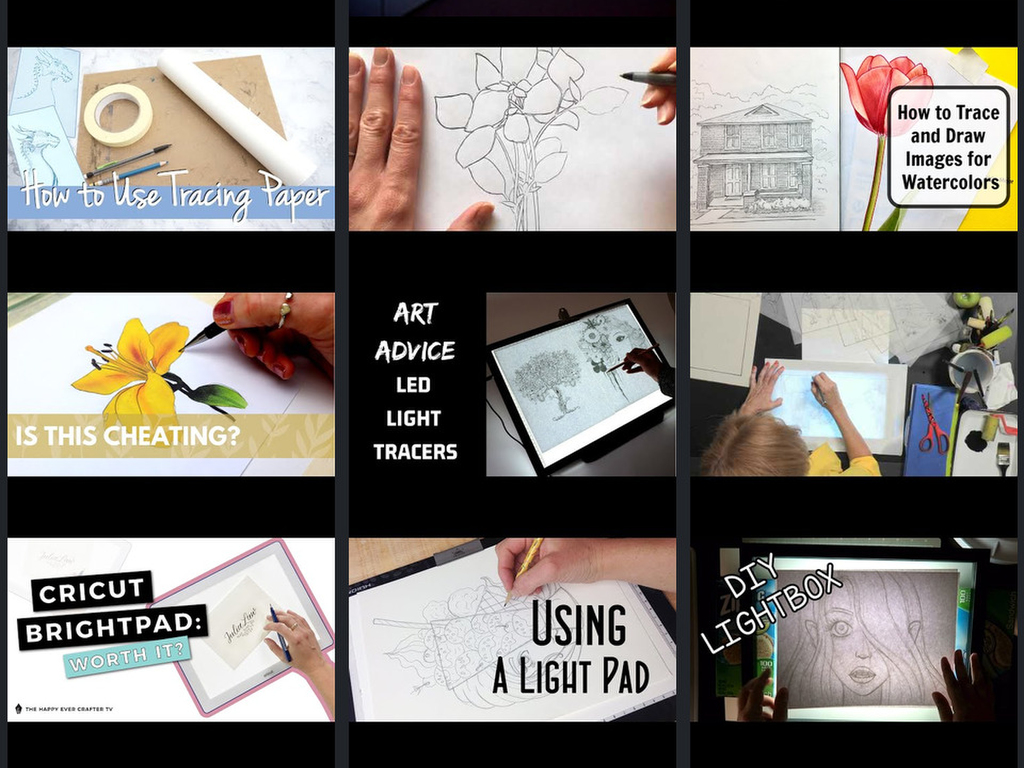 How to Use Tracing Paper
How to Trace
and Draw
Images for
Watercolors
IS THIS CHEATING?
ART
ADVICE
LED
LIGHT
TRACERS
CRICUT
BRIGHTPAD:
WORTH IT?
THE HAPPY EVER CRAFTER TV
USING
A LIGHT PAD
DIY
LIGHTBOX